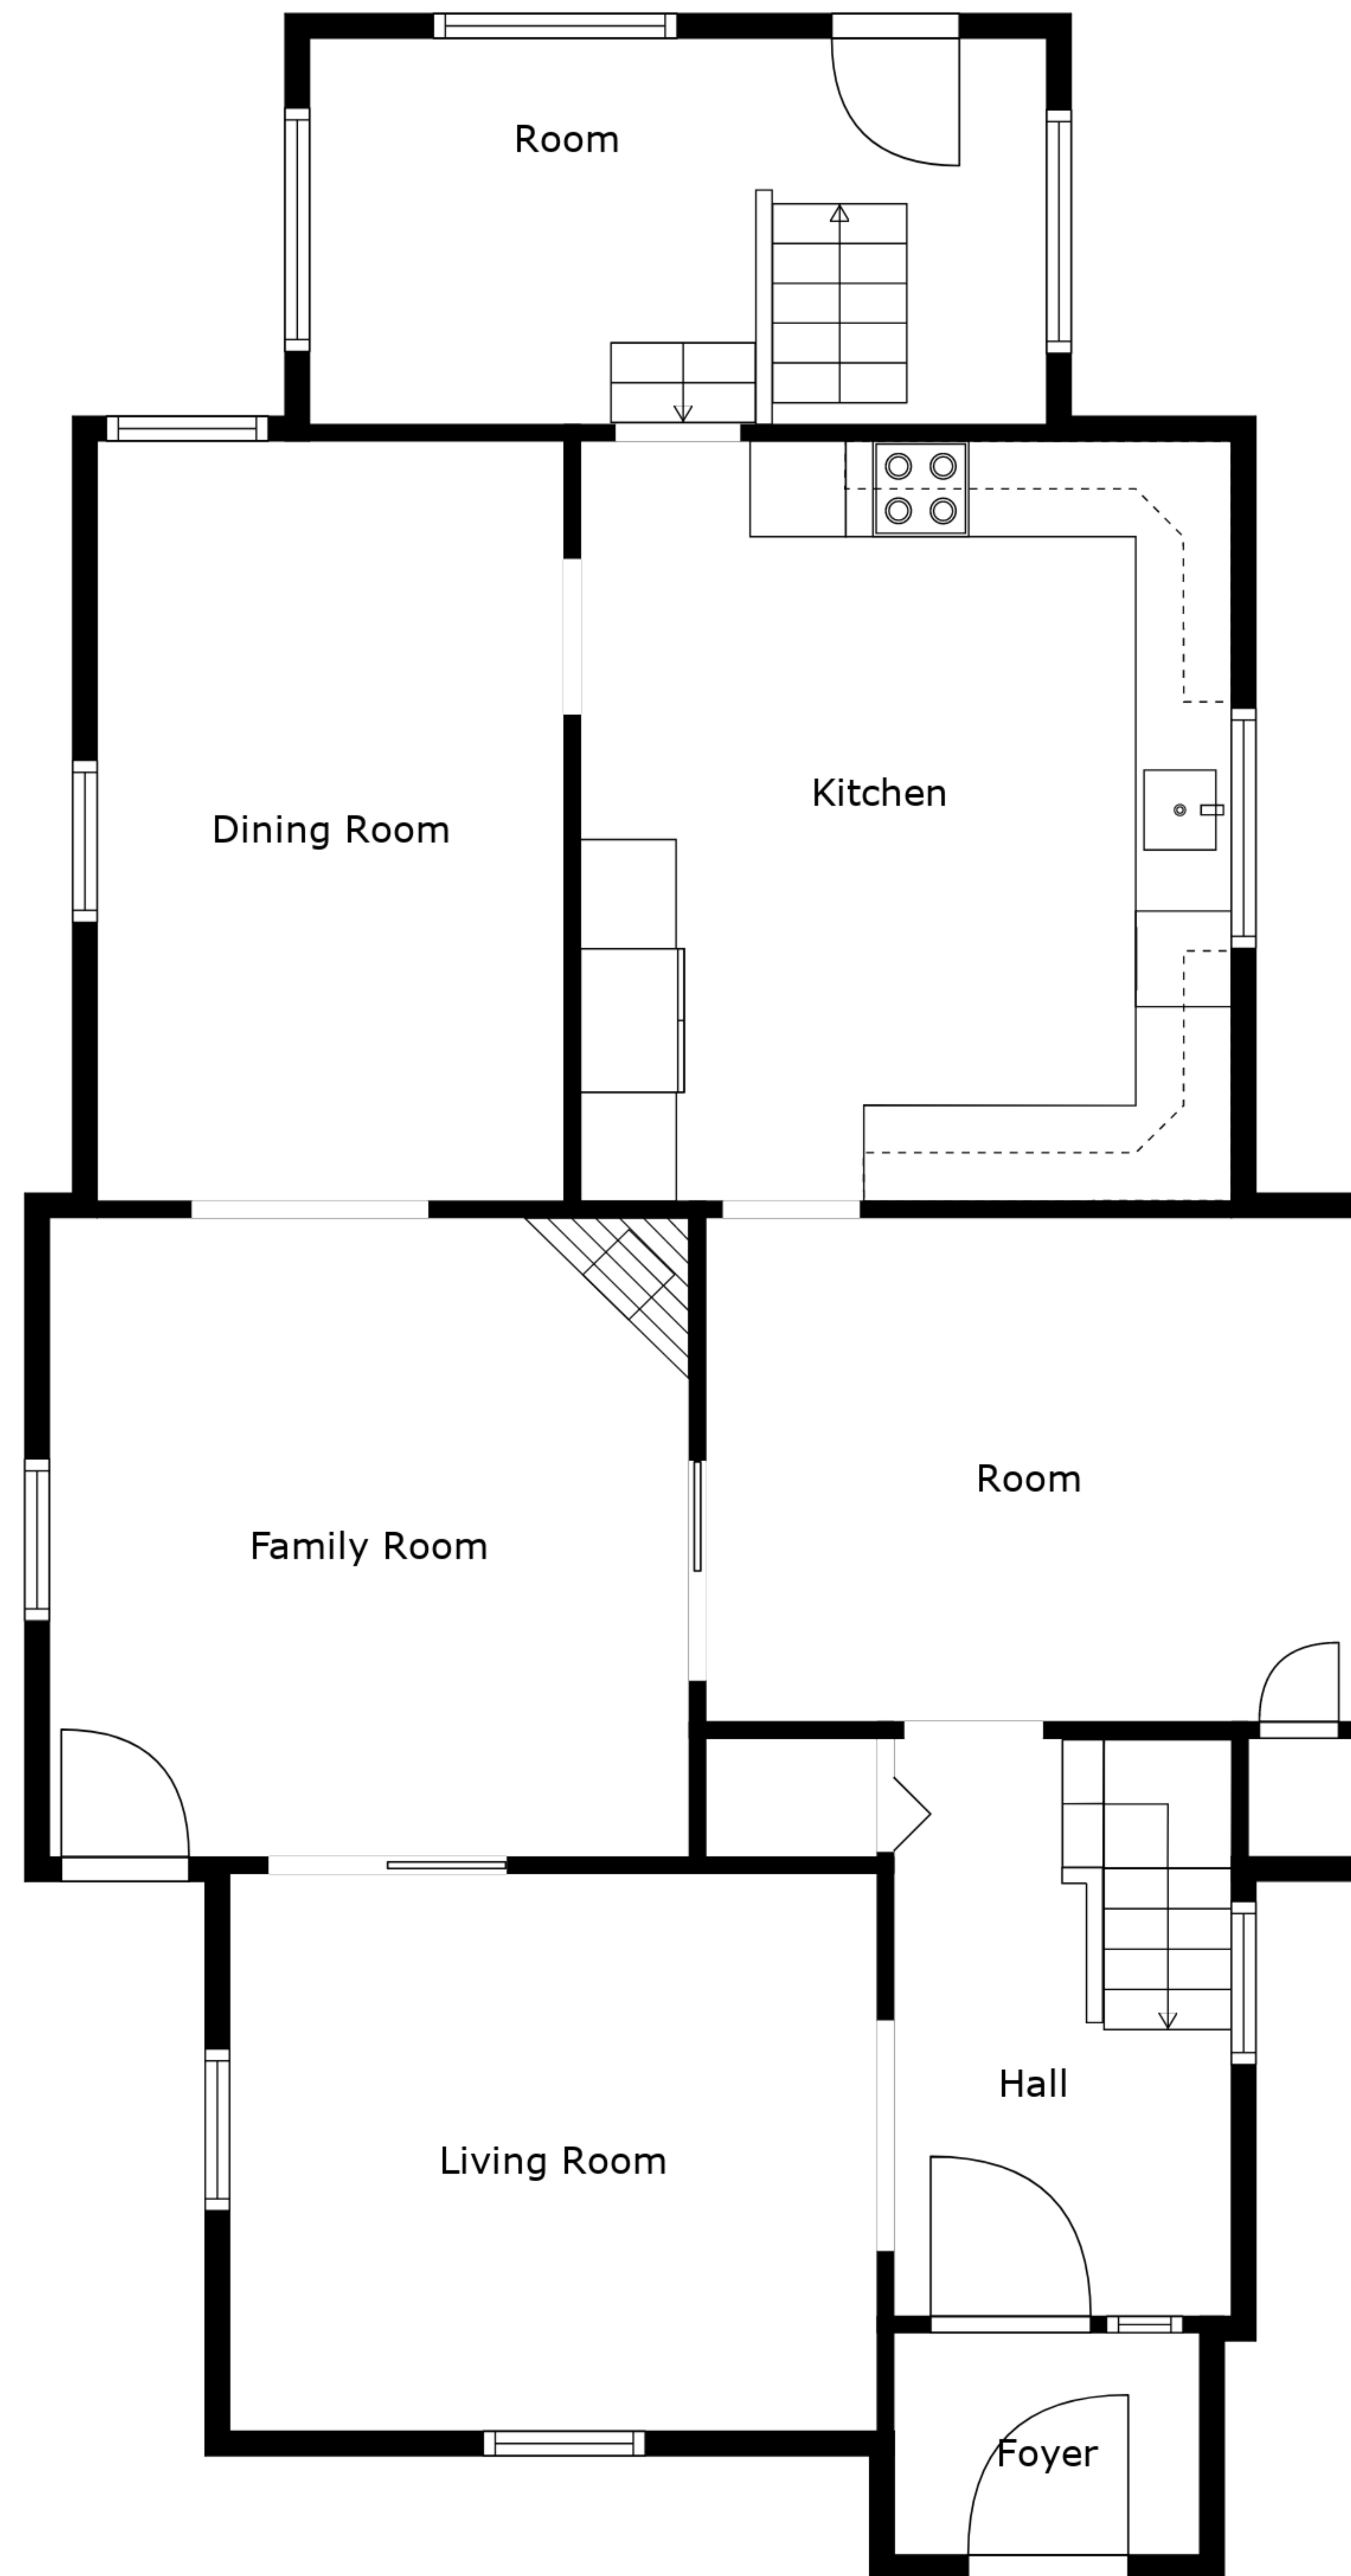 Room
Kitchen
Dining Room
Room
Family Room
Hall
Living Room
Foyer